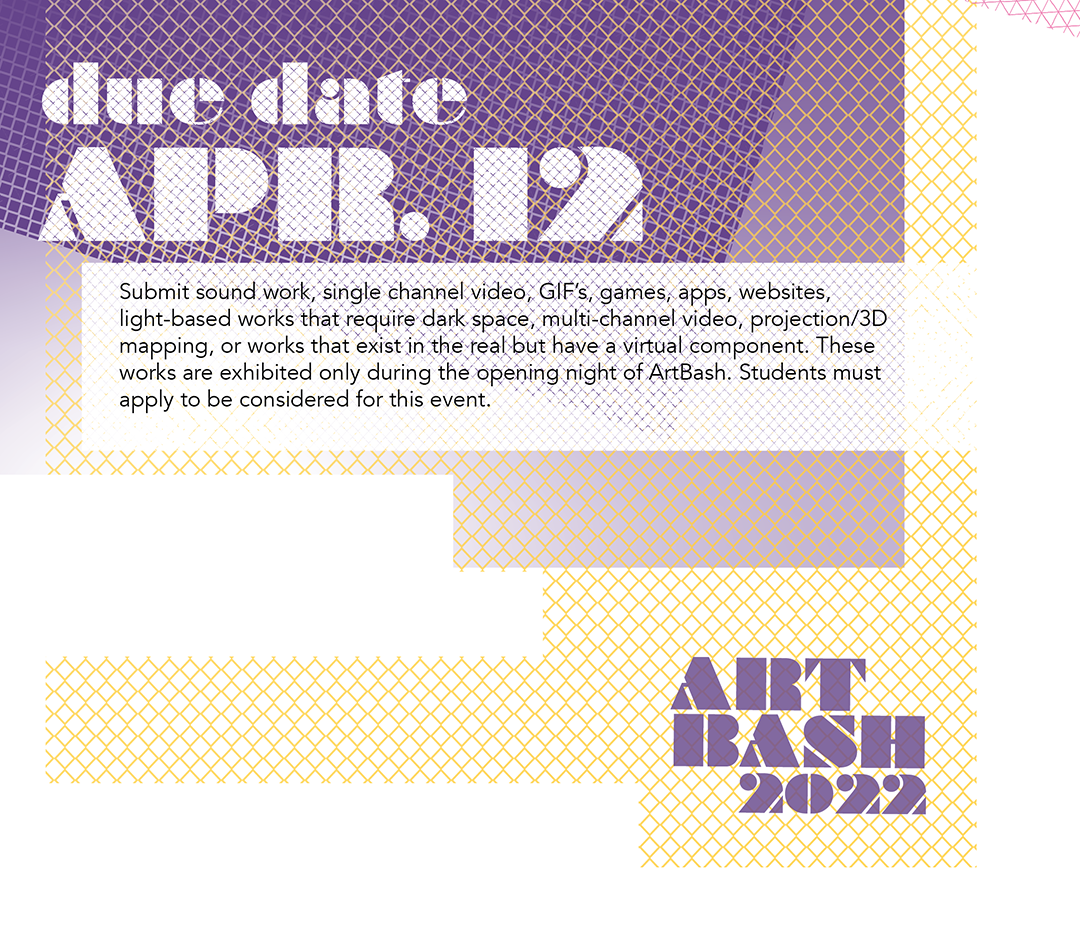 due date
APR. 12
Submit sound work, single channel video, GIF’s, games, apps, websites,
light-based works that require dark space, multi-channel video, projection/3D
mapping, or works that exist in the real but have a virtual component. These
works are exhibited only during the opening night of ArtBash. Students must
apply to be considered for this event.
ART
BASH
2022